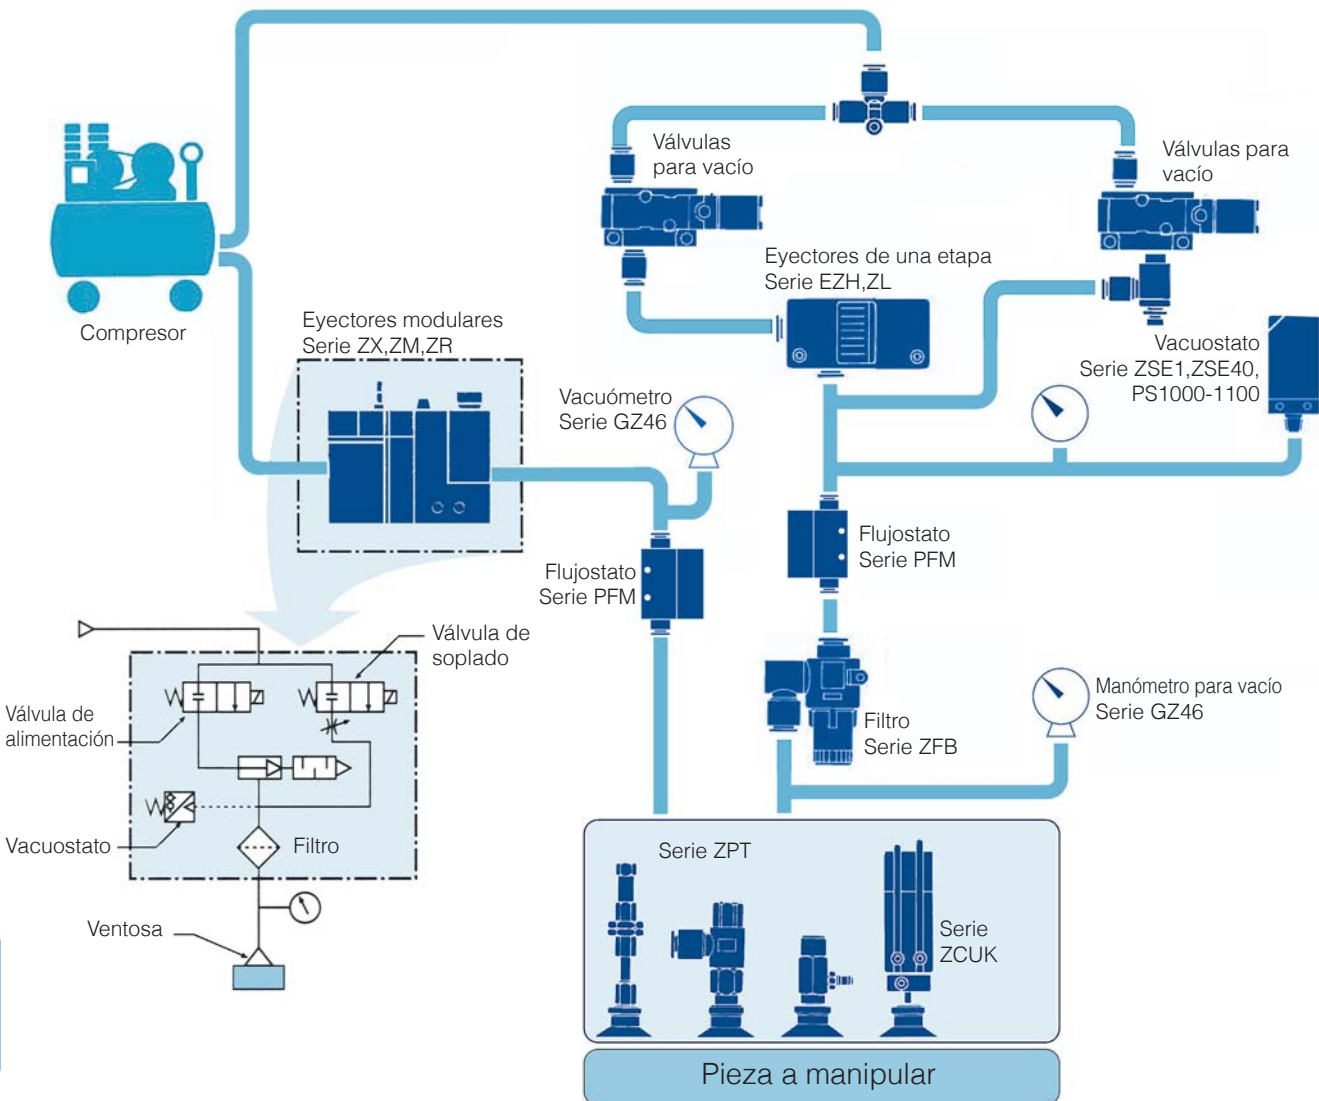 Válvulas
para vacío
Válvulas para
vacío
Eyectores de una etapa
Serie EZH,ZL
Compresor
Eyectores modulares
Serie ZX,ZM,ZR
Vacuostato
Serie ZSE1,ZSE40,
PS1000-1100
Vacuómetro
Serie GZ46
Flujostato
Serie PFM
Flujostato
Serie PFM
Válvula de
soplado
Válvula de
alimentación
Manómetro para vacío
Serie GZ46
Filtro
Serie ZFB
Vacuostato
Filtro
Serie ZPT
Ventosa
Serie
ZCUK
Pieza a manipular